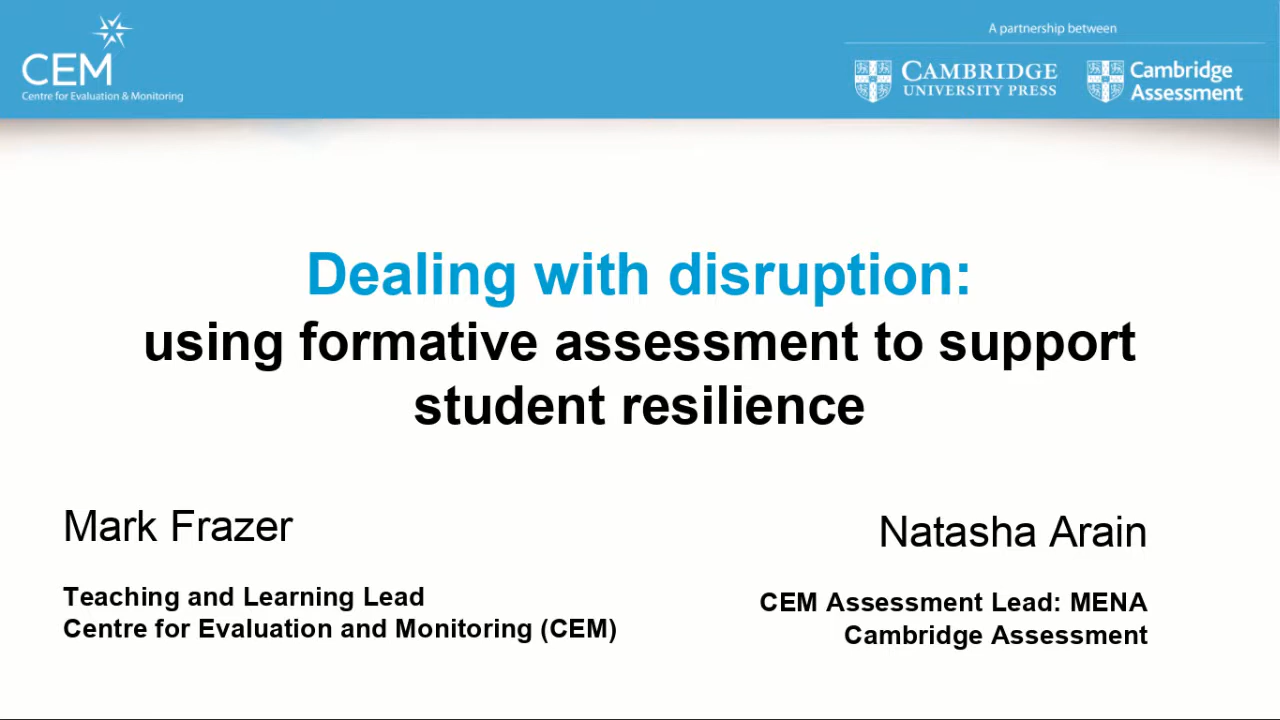 CEM
Centre for Evaluation & Monitoring
A partnership between
CAMBRIDGE
UNIVERSITY PRESS
Cambridge
Assessment
Dealing with disruption:
using formative assessment to support
student resilience
Mark Frazer
Teaching and Learning Lead
Centre for Evaluation and Monitoring (CEM)
Natasha Arain
CEM Assessment Lead: MENA
Cambridge Assessment